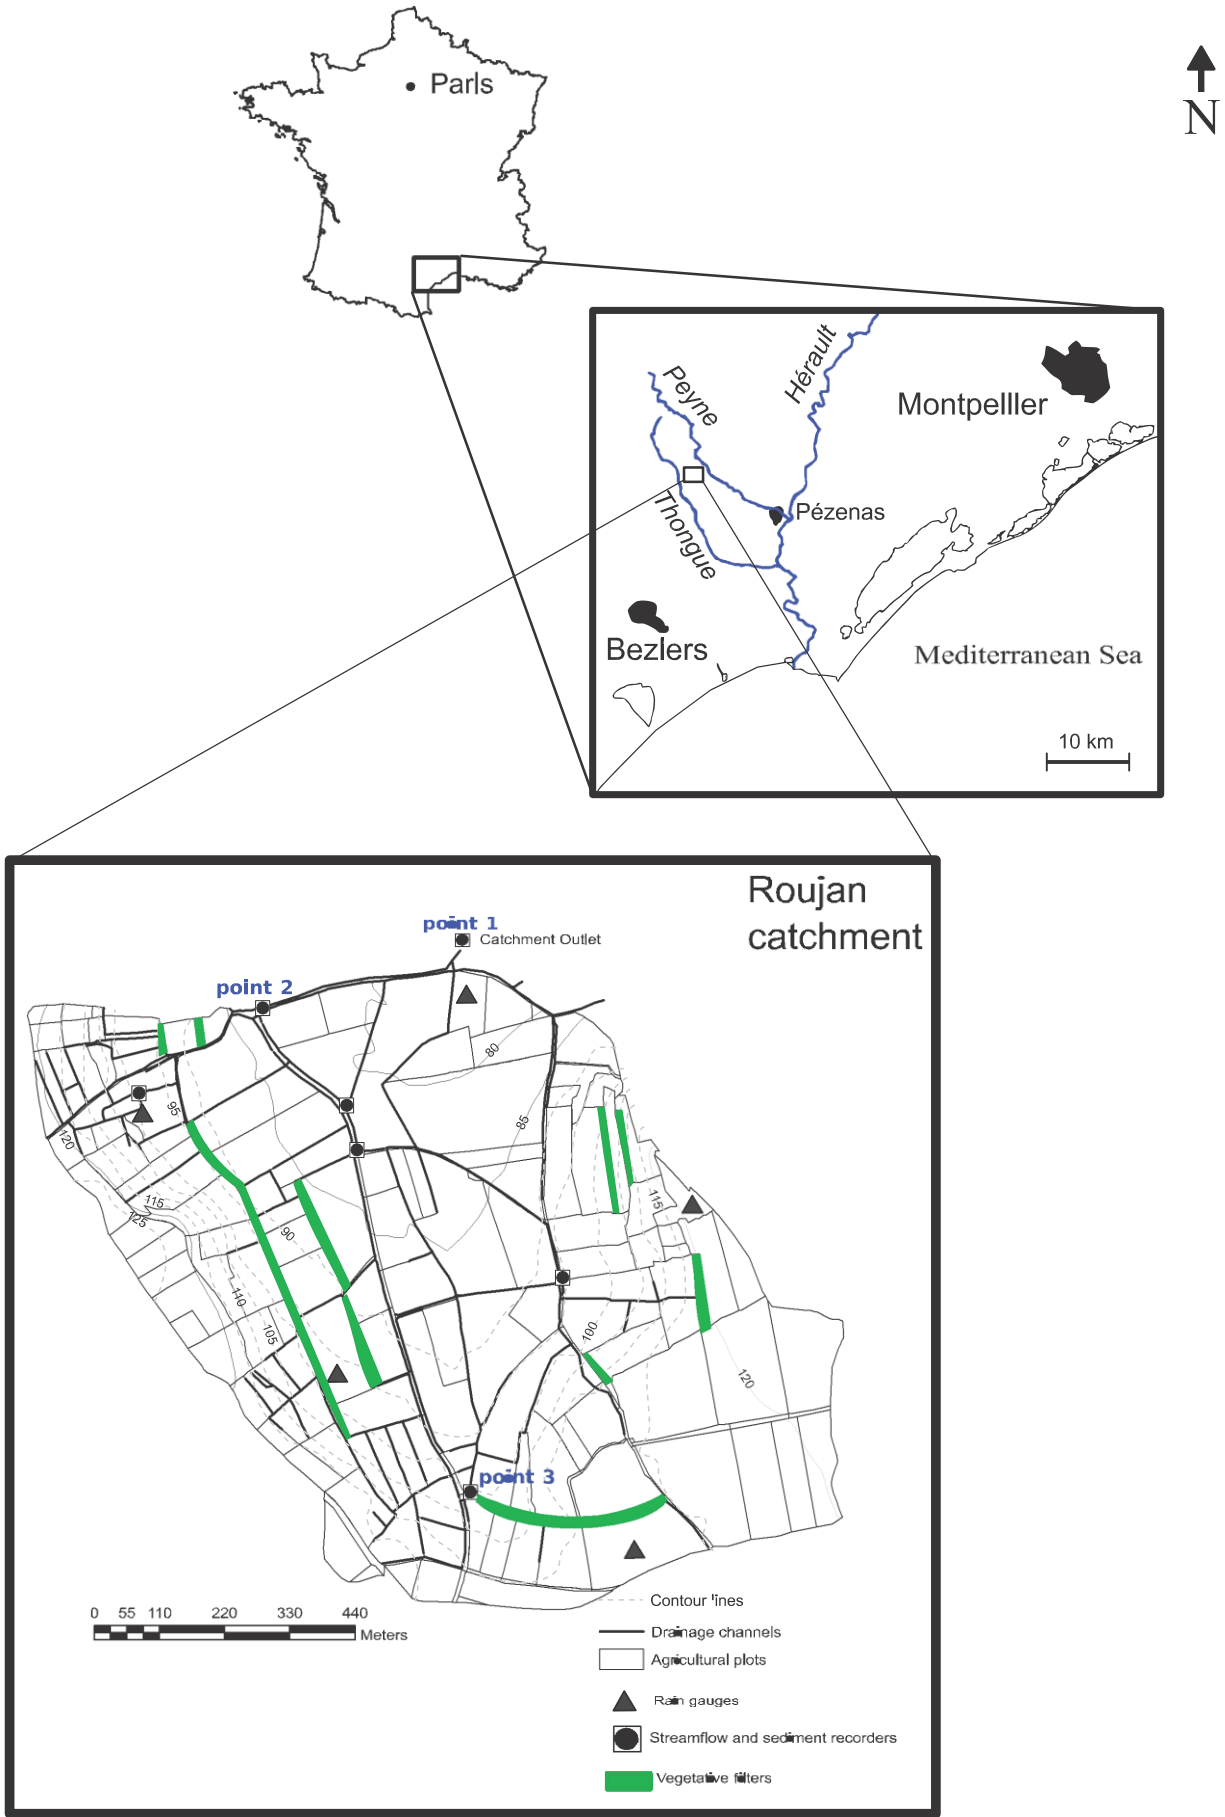 Parls
N
Hérault
Peyne
Montpelller
Pézenas
Thongue
Bezlers
Mediterranean Sea
10 km
Roujan
catchment
point 1
Catchment Outlet
point 2
80
95
85
120
115
115
125
90
110
105
100
120
point 3
0 55 110 220 330 440
Meters
Contour lines
Drainage channels
Agricultural plots
Rain gauges
Streamflow and sediment recorders
Vegetative filters